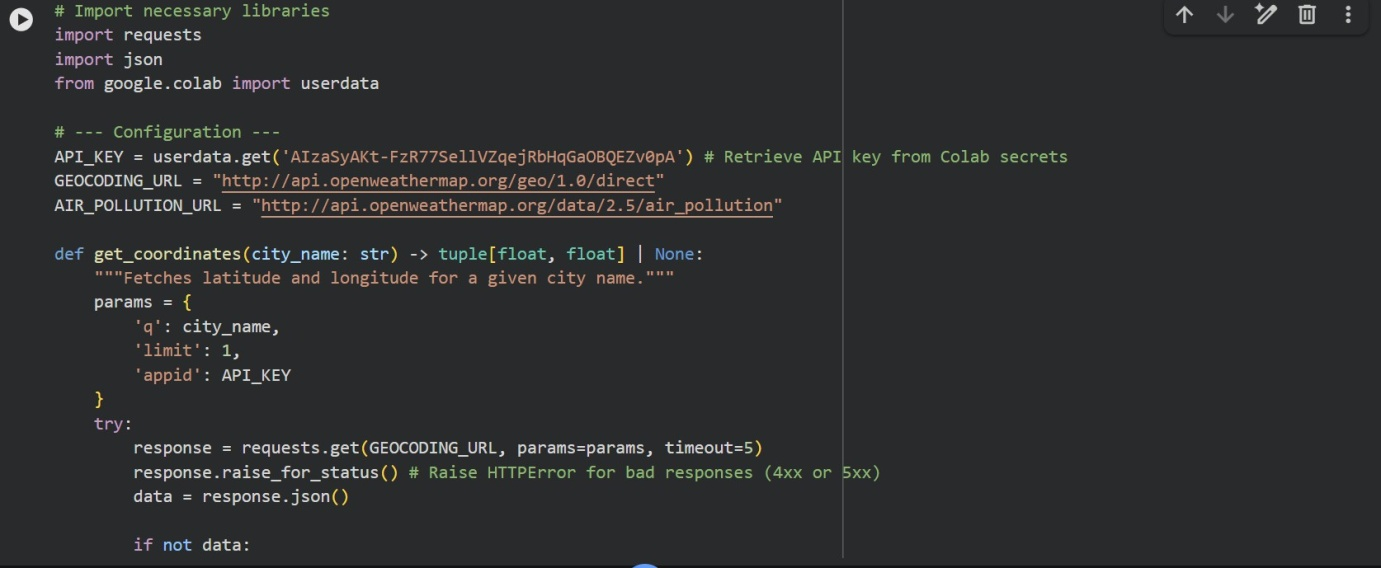 # Import necessary libraries
import requests
import json
from google.colab import userdata
# --- Configuration ---
API_KEY = userdata.get('AIzaSyAKt-FzR77SellVZqejRbHqGaOBQEZv0pA') # Retrieve API key from Colab secrets
GEOCODING_URL = "http://api.openweathermap.org/geo/1.0/direct"
AIR_POLLUTION_URL = "http://api.openweathermap.org/data/2.5/air_pollution"
def get_coordinates(city_name: str) -> tuple[float, float] | None:
    """Fetches latitude and longitude for a given city name."""
    params = {
        'q': city_name,
        'limit': 1,
        'appid': API_KEY
    }
    try:
        response = requests.get(GEOCODING_URL, params=params, timeout=5)
        response.raise_for_status() # Raise HTTPError for bad responses (4xx or 5xx)
        data = response.json()
        if not data: